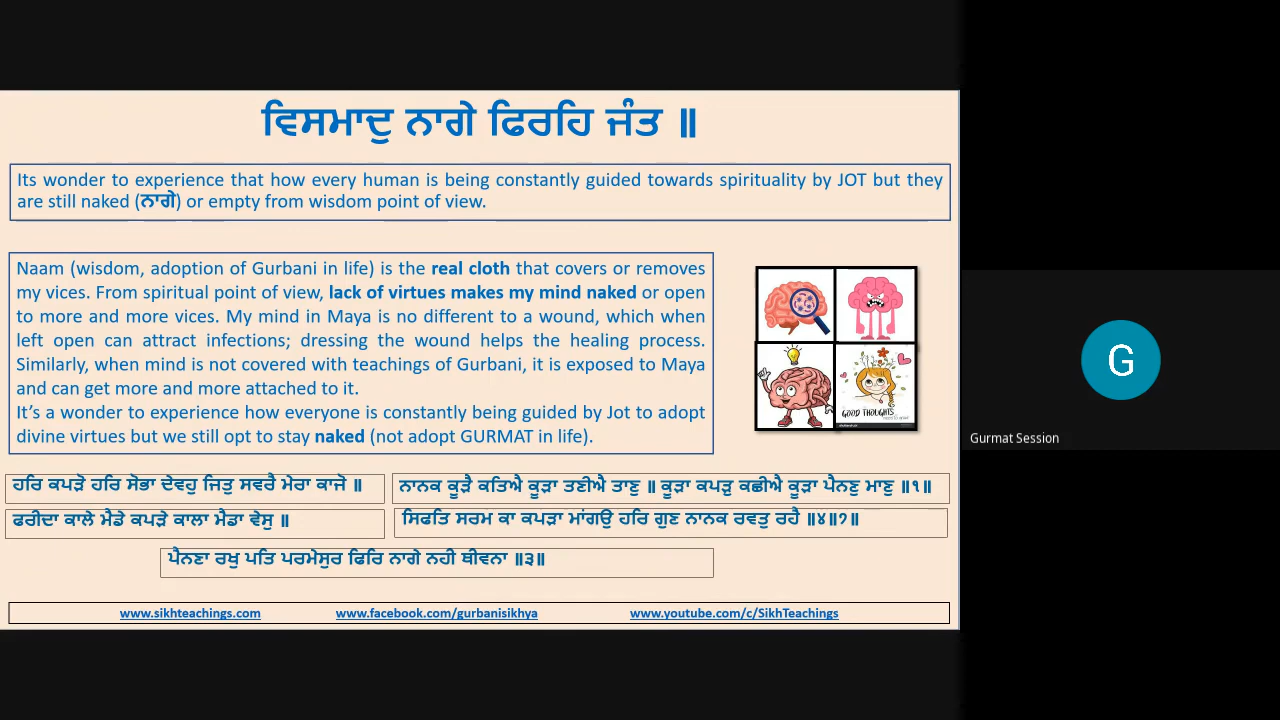 ਵਿਸਮਾਦੁ ਨਾਗੇ ਫਿਰਹਿ ਜੰਤ ॥
Its wonder to experience that how every human is being constantly guided towards spirituality by JOT but they
are still naked (ਨਾਗੇ) or empty from wisdom point of view.
Naam (wisdom, adoption of Gurbani in life) is the real cloth that covers or removes
my vices. From spiritual point of view, lack of virtues makes my mind naked or open
to more and more vices. My mind in Maya is no different to a wound, which when
left open can attract infections; dressing the wound helps the healing process.
Similarly, when mind is not covered with teachings of Gurbani, it is exposed to Maya
and can get more and more attached to it.
It's a wonder to experience how everyone is constantly being guided by Jot to adopt
divine virtues but we still opt to stay naked (not adopt GURMAT in life).
GOOD THOUGHTS
ਹਰਿ ਕਪੜੋ ਹਰਿ ਸੋਭਾ ਦੇਵਹੁ ਜਿਤੁ ਸਵਰੈ ਮੇਰਾ ਕਾਜੋ ॥
ਨਾਨਕ ਕੂੜੈ ਕਤਿਐ ਕੂੜਾ ਤਣੀਐ ਤਾਣੁ ॥ ਕੂੜਾ ਕਪੜੁ ਕਛੀਐ ਕੂੜਾ ਪੈਨਣੁ ਮਾਣੁ ॥੧॥
ਫਰੀਦਾ ਕਾਲੇ ਮੈਡੇ ਕਪੜੇ ਕਾਲਾ ਮੈਡਾ ਵੇਸੁ ॥
ਸਿਫਤਿ ਸਰਮ ਕਾ ਕਪੜਾ ਮਾਂਗਉ ਹਰਿ ਗੁਣ ਨਾਨਕ ਰਵਤੁ ਰਹੈ ॥੪॥੭॥
ਪੈਨਣਾ ਰਖੁ ਪਤਿ ਪਰਮੇਸੁਰ ਫਿਰਿ ਨਾਗੇ ਨਹੀ ਥੀਵਨਾ ॥੩॥
www.sikhteachings.com www.facebook.com/gurbanisikhya www.youtube.com/c/SikhTeachings
G
Gurmat Session